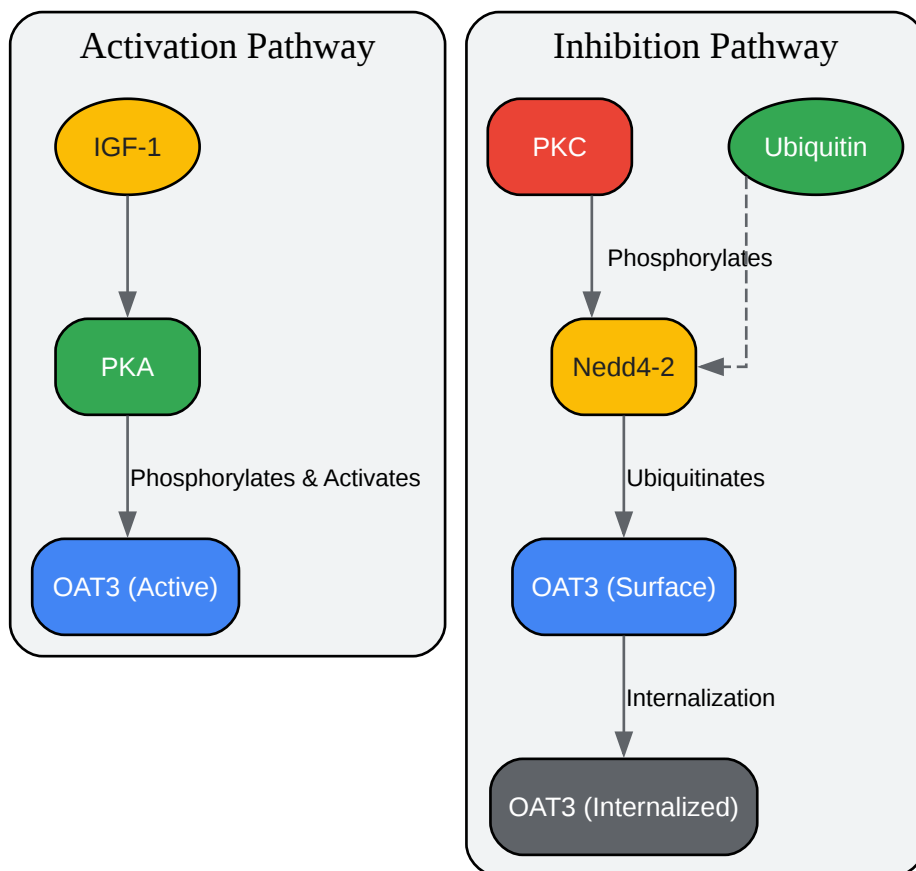 Activation Pathway
IGF-1
PKA
Phosphorylates & Activates
OAT3 (Active)
Inhibition Pathway
PKC
Ubiquitin
Phosphorylates
Nedd4-2
Ubiquitinates
OAT3 (Surface)
Internalization
OAT3 (Internalized)